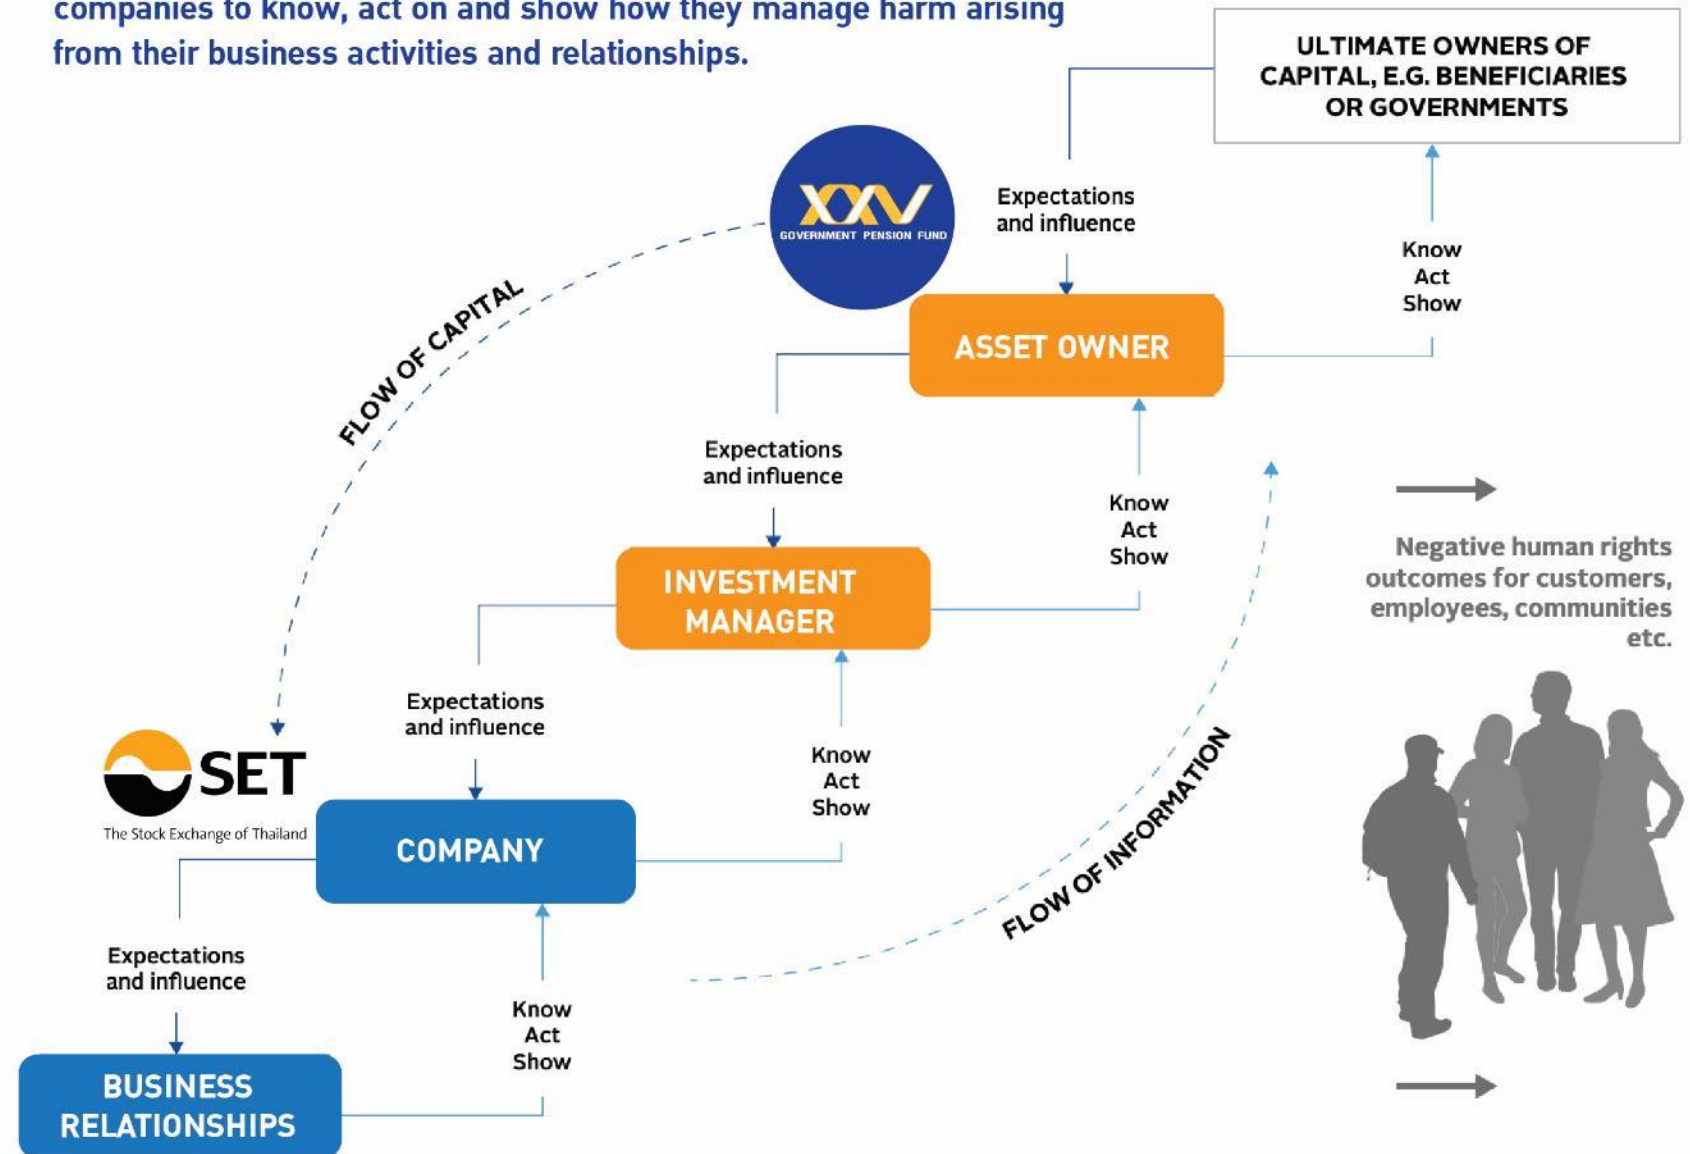 companies to know, act on and show how they manage harm arising
from their business activities and relationships.
ULTIMATE OWNERS OF
CAPITAL, E.G. BENEFICIARIES
OR GOVERNMENTS
GOVERNMENT PENSION FUND
Expectations
and influence
Know
Act
Show
FLOW OF CAPITAL
ASSET OWNER
Expectations
and influence
Know
Act
Show
Negative human rights
outcomes for customers,
employees, communities
etc.
INVESTMENT
MANAGER
Expectations
and influence
Know
Act
Show
FLOW OF INFORMATION
SET
The Stock Exchange of Thailand
COMPANY
Expectations
and influence
Know
Act
Show
BUSINESS
RELATIONSHIPS